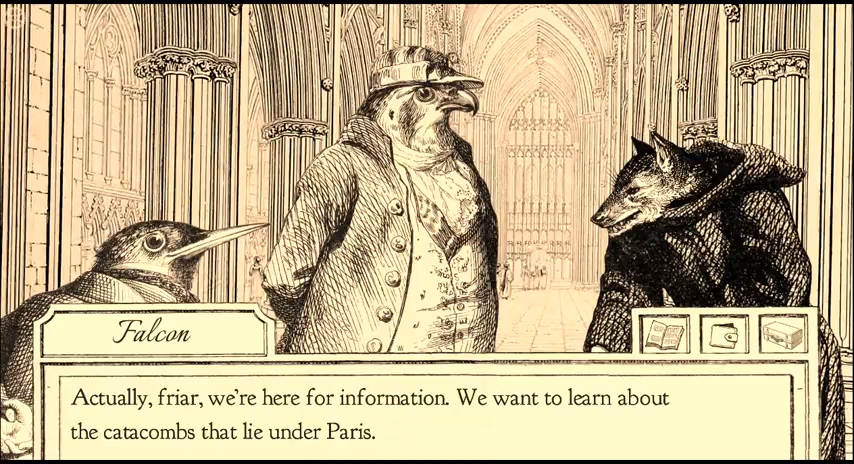 Falcon
Actually, friar, we're here for information. We want to learn about
the catacombs that lie under Paris.